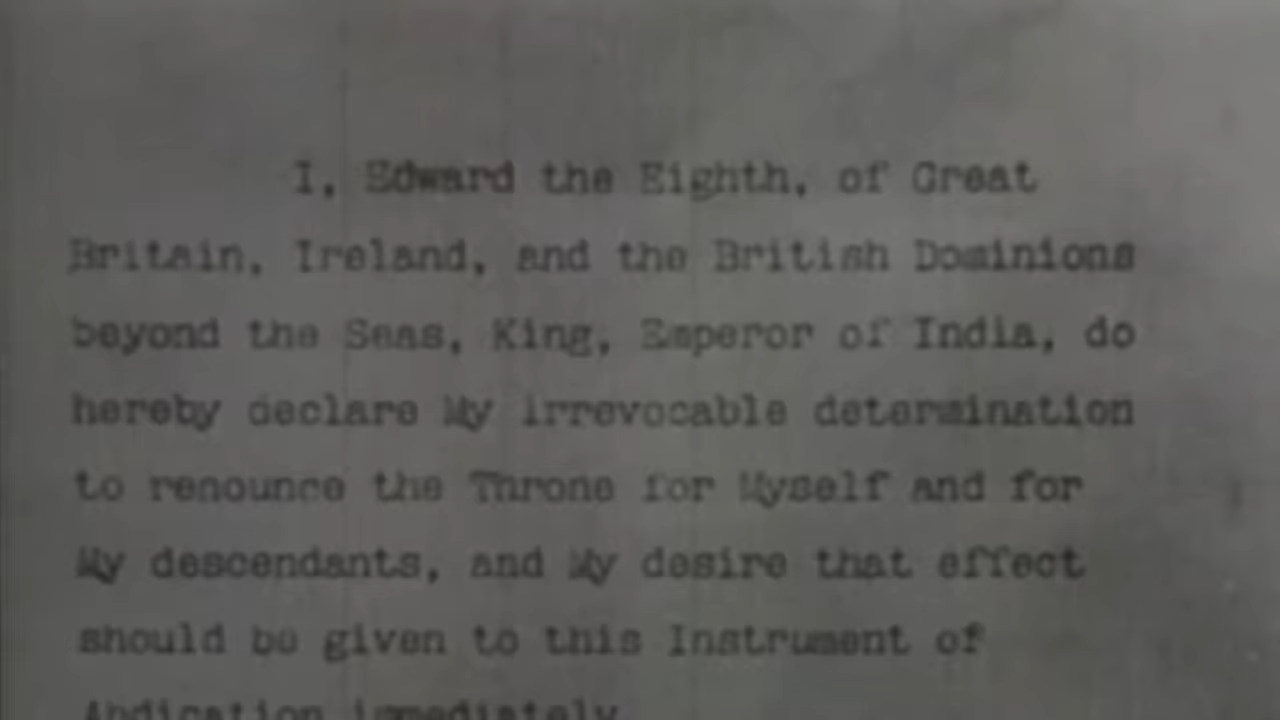 I, Edward the Eighth, of Great
Britain, Ireland, and the British Dominions
beyond the Seas, King, Emperor of India, do
hereby declare My irrevocable determination
to renounce the Throne for Myself and for
My descendants, and My desire that effect
should be given to this Instrument of
Abdication immediately